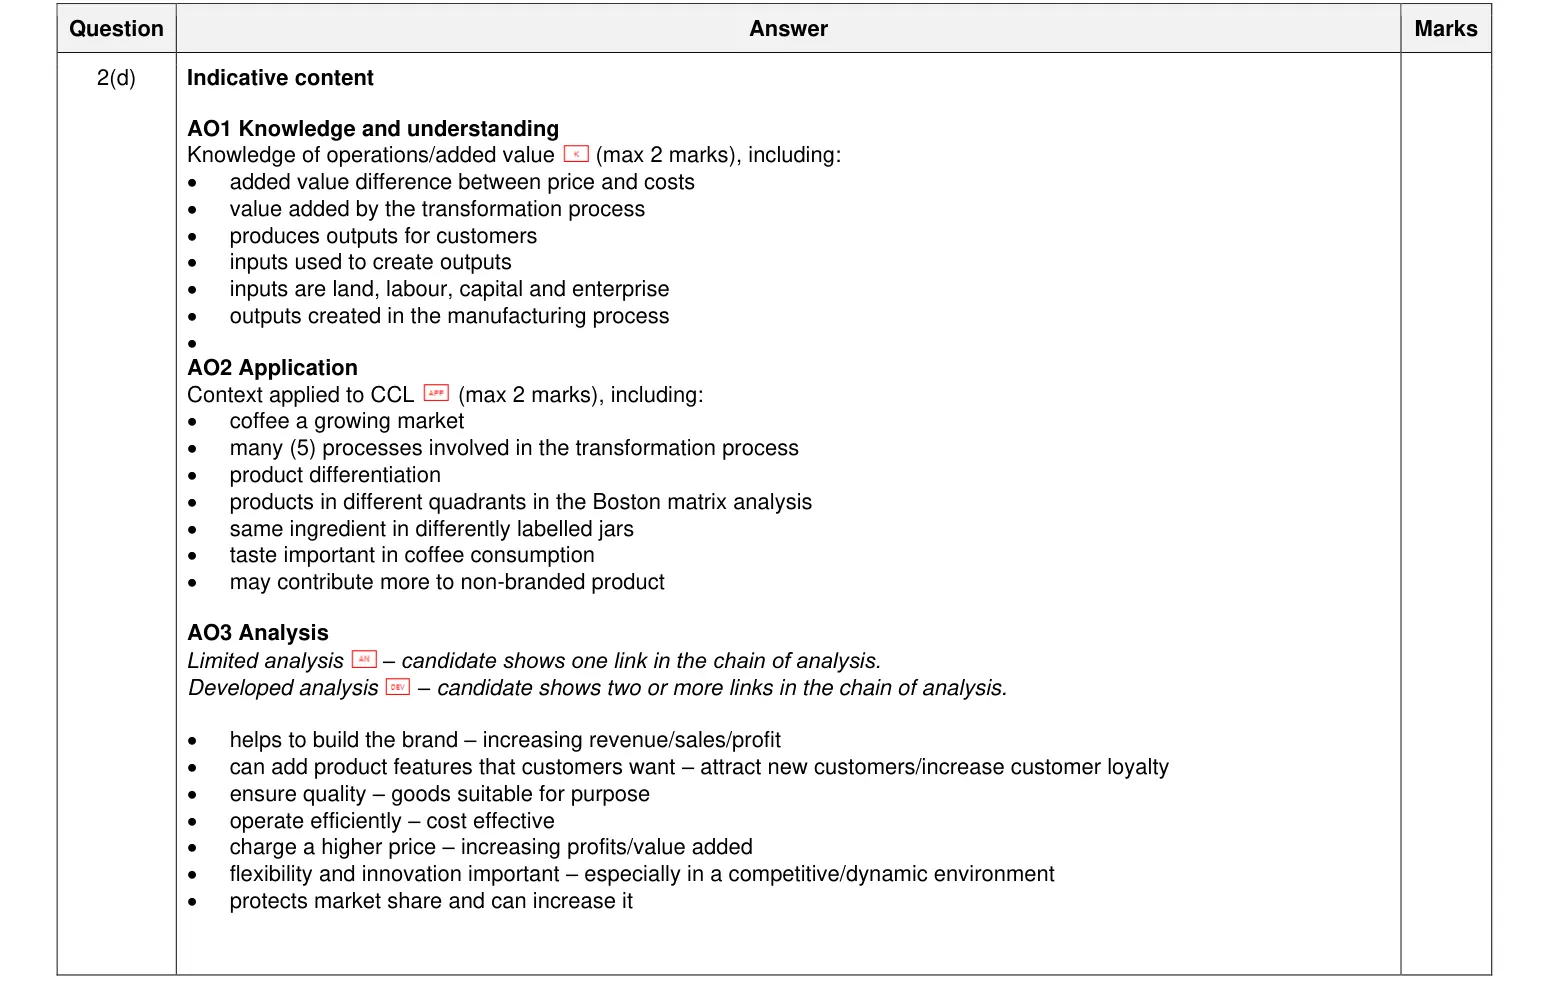 Question Answer Marks
2(d) Indicative content
AO1 Knowledge and understanding
Knowledge of operations/added value K (max 2 marks), including:
• added value difference between price and costs
• value added by the transformation process
• produces outputs for customers
• inputs used to create outputs
• inputs are land, labour, capital and enterprise
• outputs created in the manufacturing process
•
AO2 Application
Context applied to CCL APP (max 2 marks), including:
• coffee a growing market
• many (5) processes involved in the transformation process
• product differentiation
• products in different quadrants in the Boston matrix analysis
• same ingredient in differently labelled jars
• taste important in coffee consumption
• may contribute more to non-branded product
AO3 Analysis
Limited analysis AN – candidate shows one link in the chain of analysis.
Developed analysis DEV – candidate shows two or more links in the chain of analysis.
• helps to build the brand – increasing revenue/sales/profit
• can add product features that customers want – attract new customers/increase customer loyalty
• ensure quality – goods suitable for purpose
• operate efficiently – cost effective
• charge a higher price – increasing profits/value added
• flexibility and innovation important – especially in a competitive/dynamic environment
• protects market share and can increase it